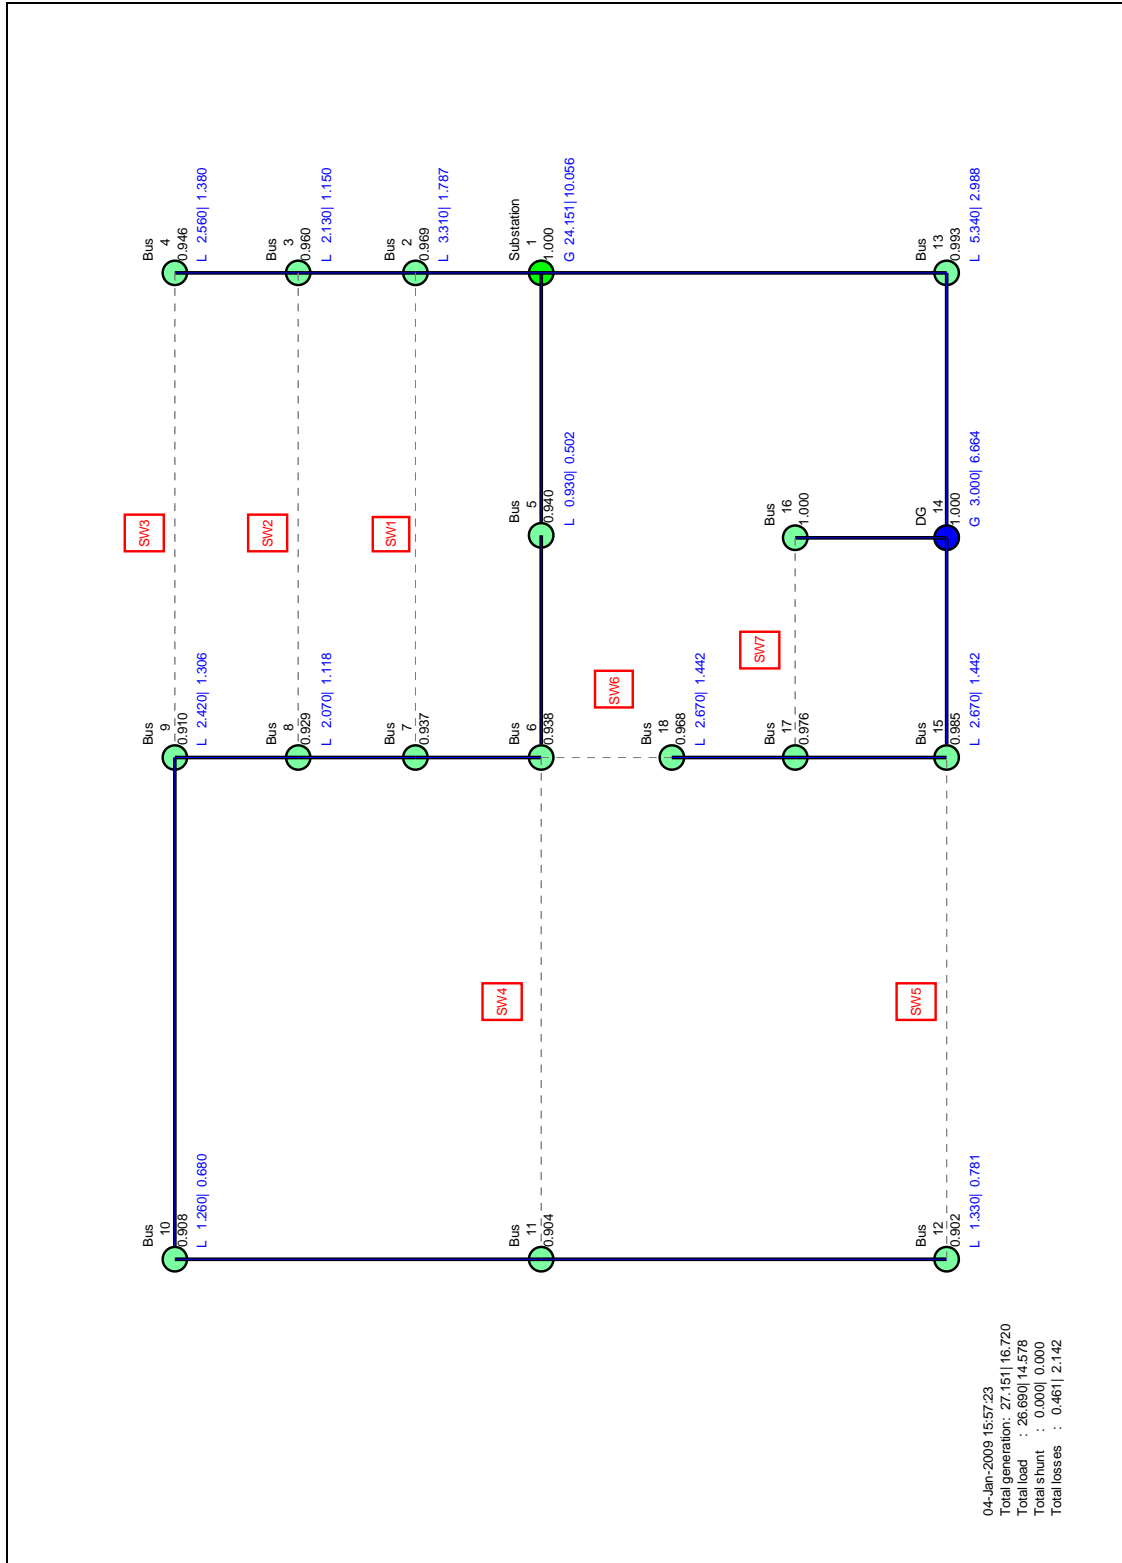 Bus
4
0.946
L 2.560| 1.380
Bus
3
0.960
L 2.130| 1.150
Bus
2
0.969
L 3.310| 1.787
Substation
1
1.000
G 24.151| 10.056
Bus
13
0.993
L 5.340| 2.988
SW3
SW2
SW1
Bus
5
0.940
L 0.930| 0.502
Bus
16
1.000
DG
14
1.000
G 3.000| 6.664
SW6
SW7
Bus
9
0.910
L 2.420| 1.306
Bus
8
0.929
L 2.070| 1.118
Bus
7
0.937
Bus
6
0.938
18
0.968
L 2.670| 1.442
Bus
Bus
17
0.976
Bus
15
0.985
L 2.670| 1.442
SW4
SW5
Bus
10
0.908
L 1.260| 0.680
Bus
11
0.904
Bus
12
0.902
L 1.330| 0.781
04-Jan-2009 15:57:23
Total generation: 27.151| 16.720
Total load : 26.690| 14.578
Total shunt : 0.000| 0.000
Total losses : 0.461| 2.142